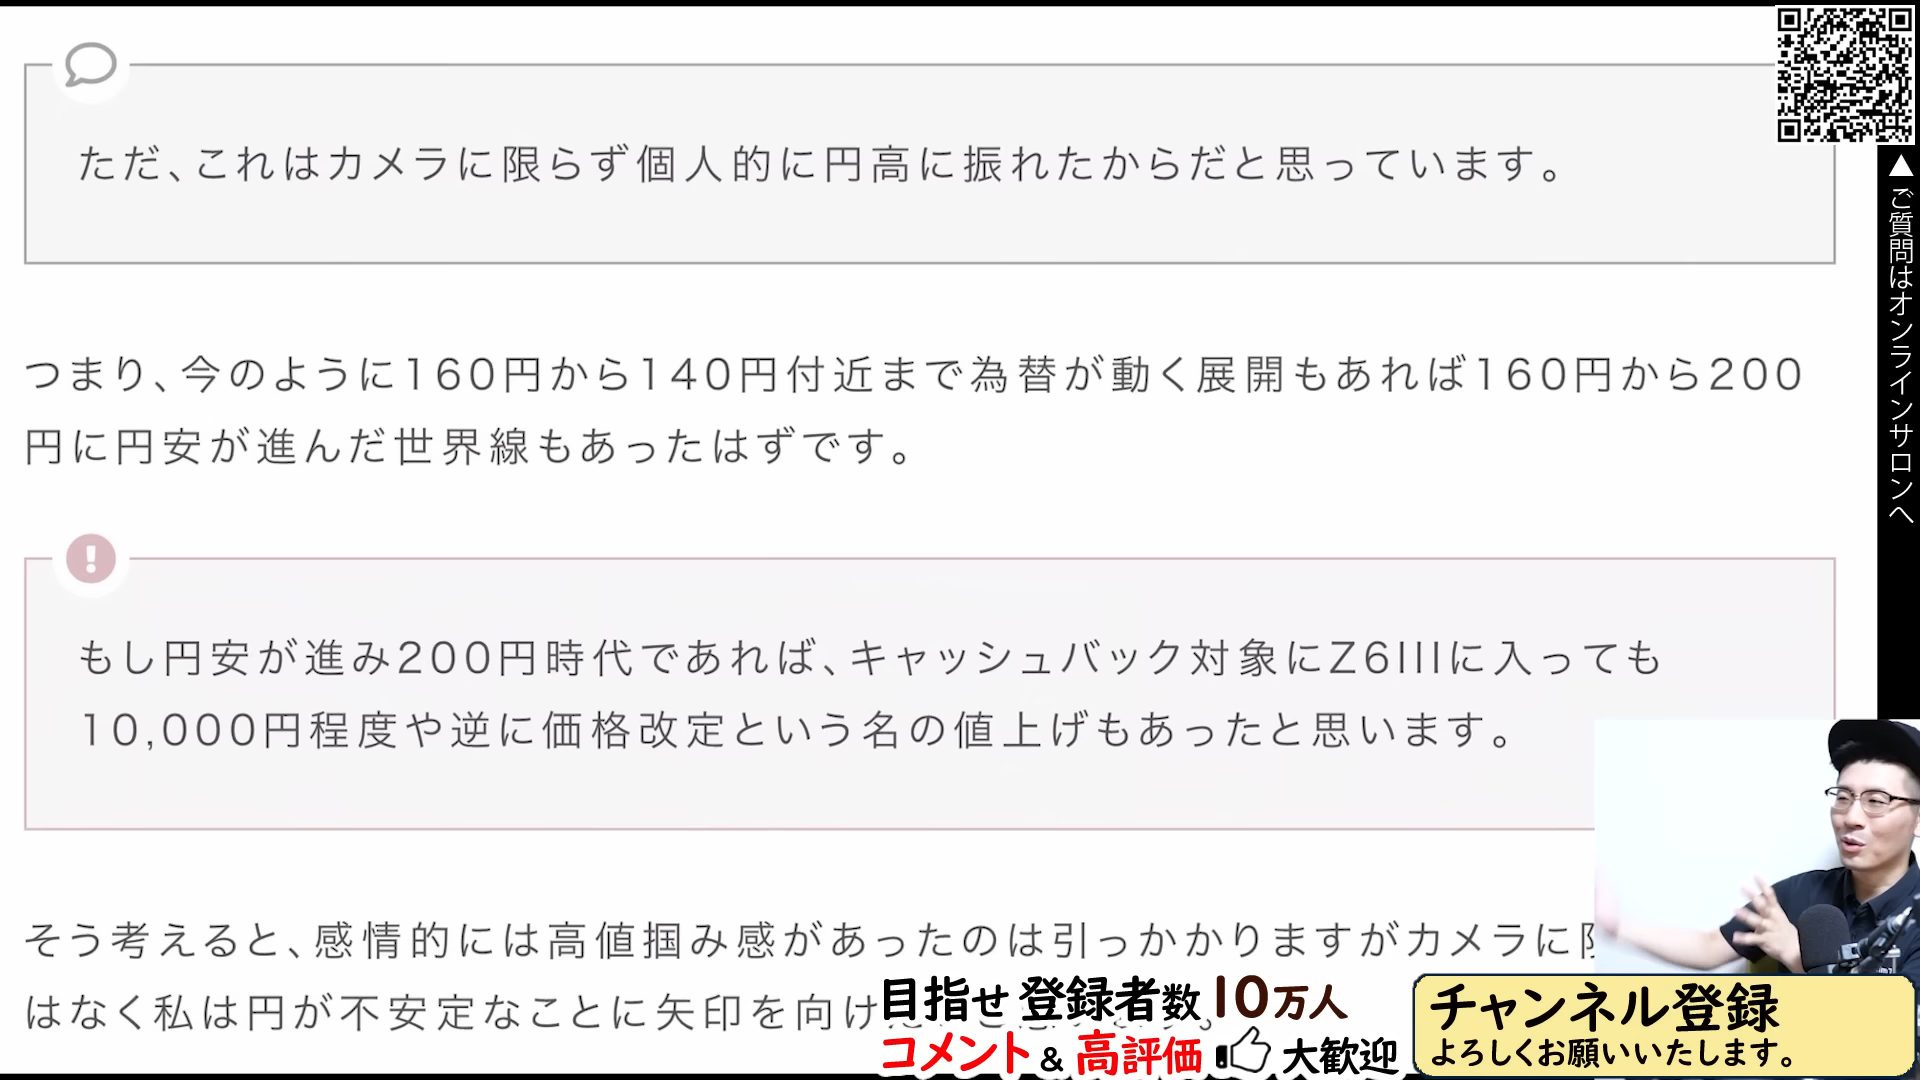 ただ、これはカメラに限らず個人的に円高に振れたからだと思っています。
つまり、今のように160円から140円付近まで為替が動く展開もあれば160円から200
円に円安が進んだ世界線もあったはずです。
もし円安が進み200円時代であれば、キャッシュバック対象にZ6IIIに入っても
10,000円程度や逆に価格改定という名の値上げもあったと思います。
そう考えると、感情的には高値掴み感があったのは引っかかりますがカメラに
はなく私は円が不安定なことに矢印を向け
▲ご質問はオンラインサロンへ
目指せ 登録者数 10万人
コメント & 高評価 大歓迎
チャンネル登録
よろしくお願いいたします。